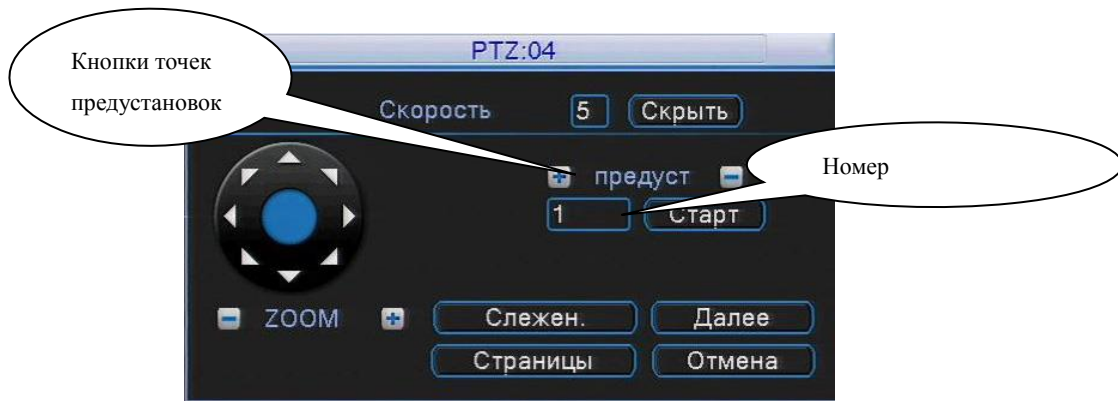 Кнопки точек
предустановок
PTZ:04
Скорость 5 Скрыть
предуст
Номер
1 Старт
ZOOM Слежен. Далее
Страницы Отмена